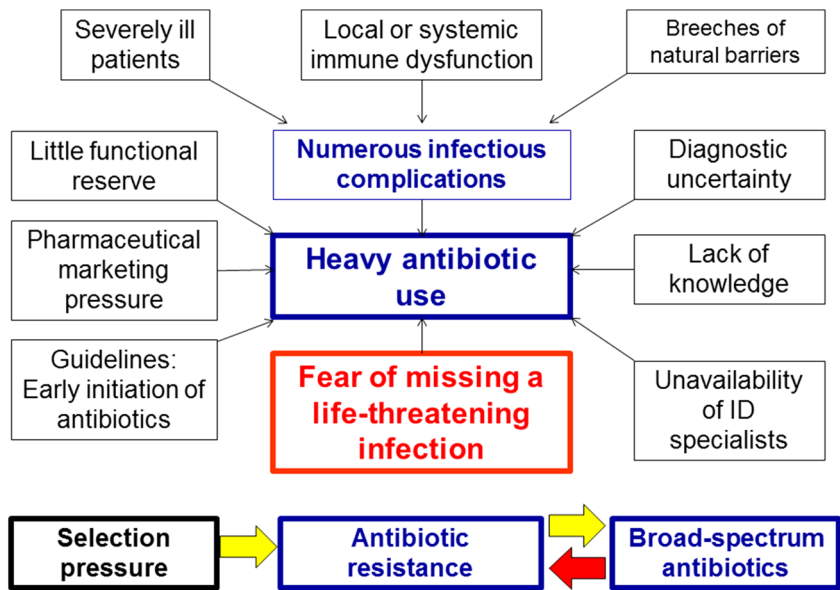 Severely ill
patients
Local or systemic
immune dysfunction
Breeches of
natural barriers
Little functional
reserve
Numerous infectious
complications
Diagnostic
uncertainty
Pharmaceutical
marketing
pressure
Heavy antibiotic
use
Lack of
knowledge
Guidelines:
Early initiation of
antibiotics
Fear of missing a
life-threatening
infection
Unavailability
of ID
specialists
Selection
pressure
Antibiotic
resistance
Broad-spectrum
antibiotics